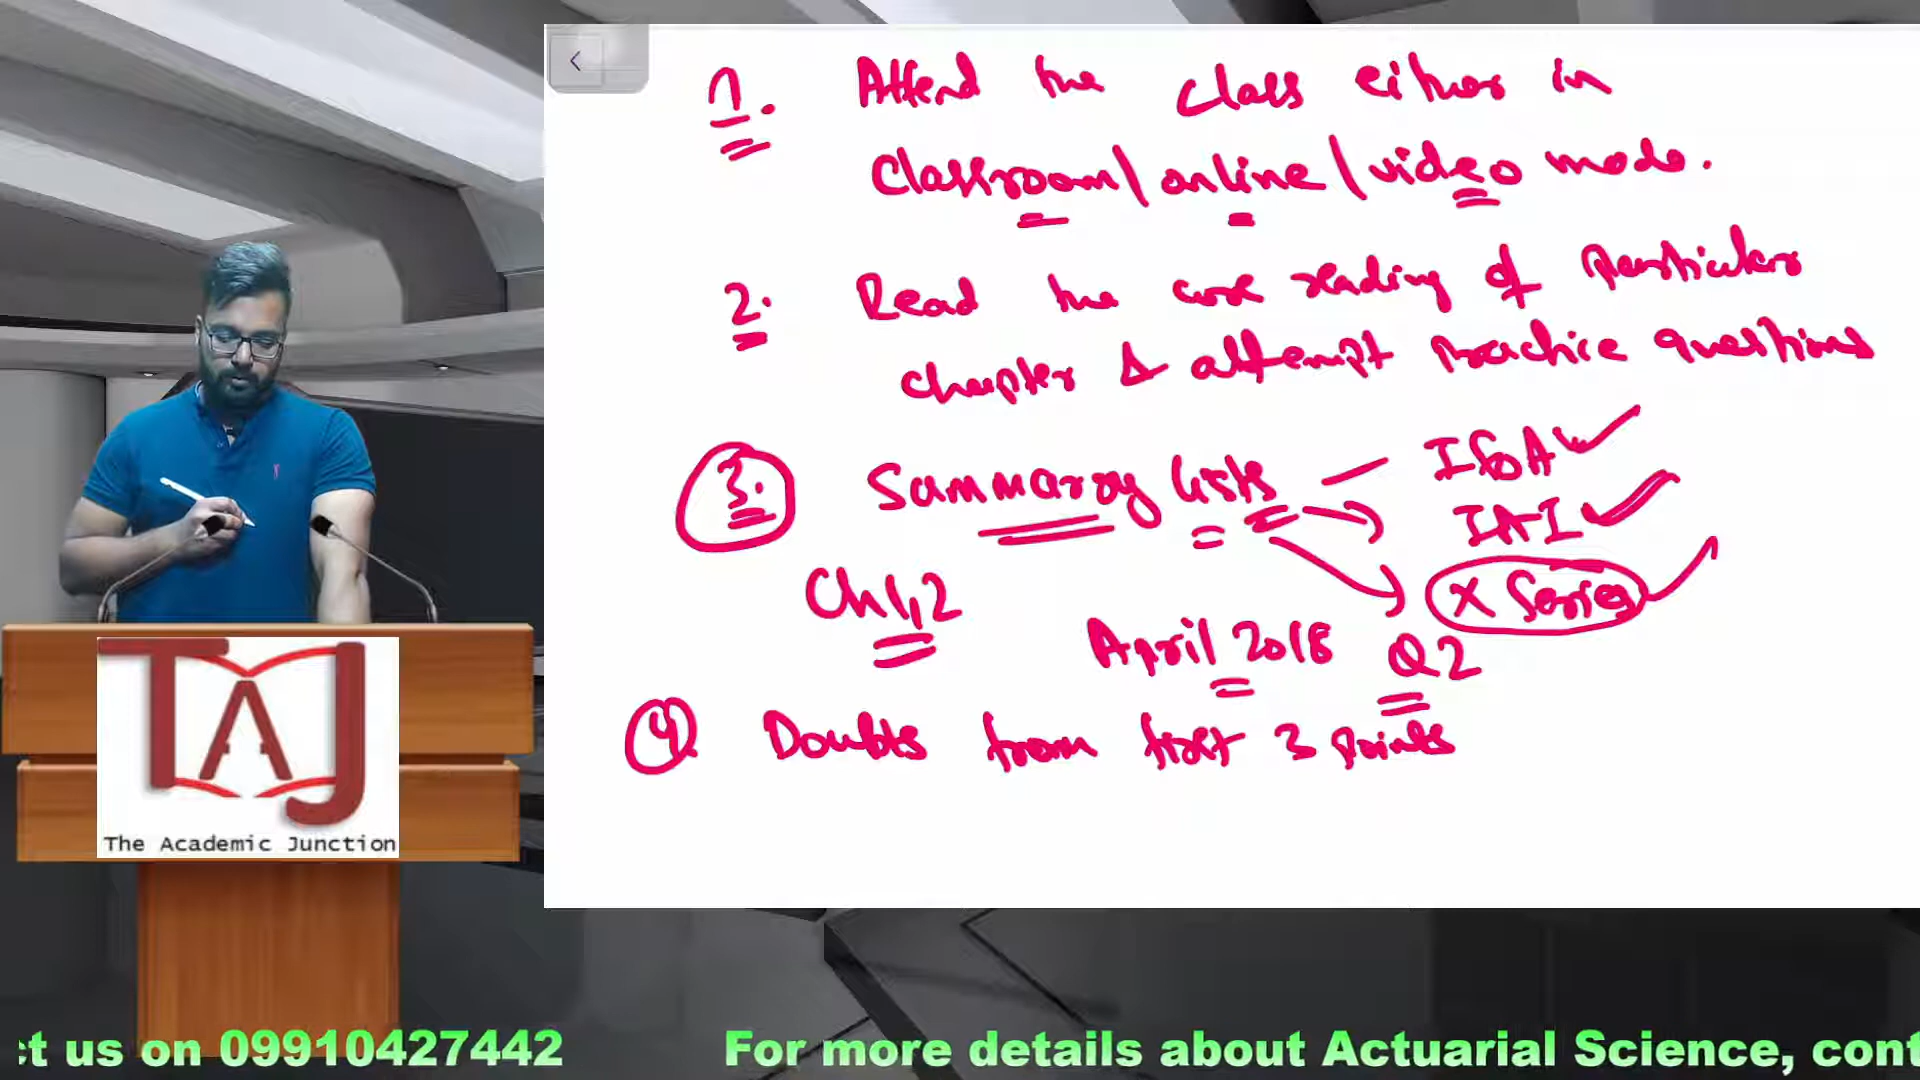 1. Attend the class either in
Classroom/online/video mode.
2. Read the core reading of particular
chapter & attempt practice questions
3. Summary lists
IFoA
IAI
X Series
Ch 1,2
April 2018 Q2
4. Doubts from first 3 points
TAJ
The Academic Junction
ct us on 09910427442
For more details about Actuarial Science, cont